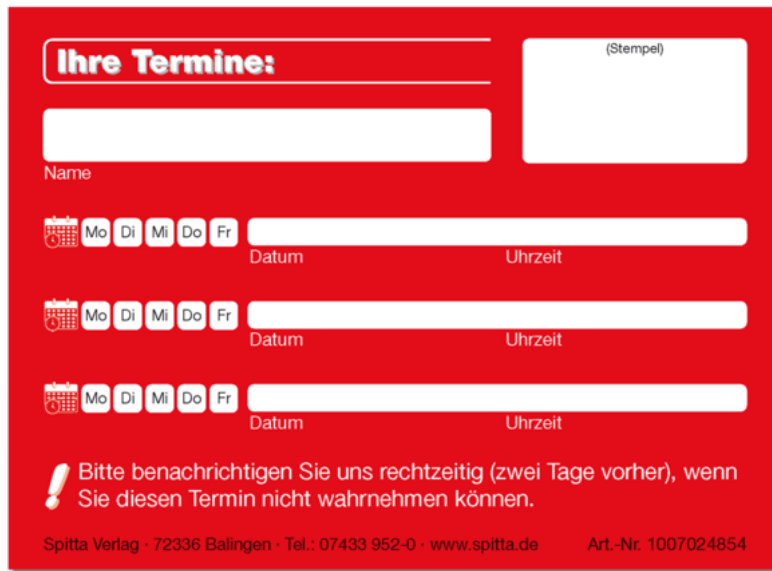 Ihre Termine:
(Stempel)
Name
Mo Di Mi Do Fr
Datum Uhrzeit
Mo Di Mi Do Fr
Datum Uhrzeit
Mo Di Mi Do Fr
Datum Uhrzeit
! Bitte benachrichtigen Sie uns rechtzeitig (zwei Tage vorher), wenn
Sie diesen Termin nicht wahrnehmen können.
Spitta Verlag · 72336 Balingen · Tel.: 07433 952-0 · www.spitta.de Art.-Nr. 1007024854